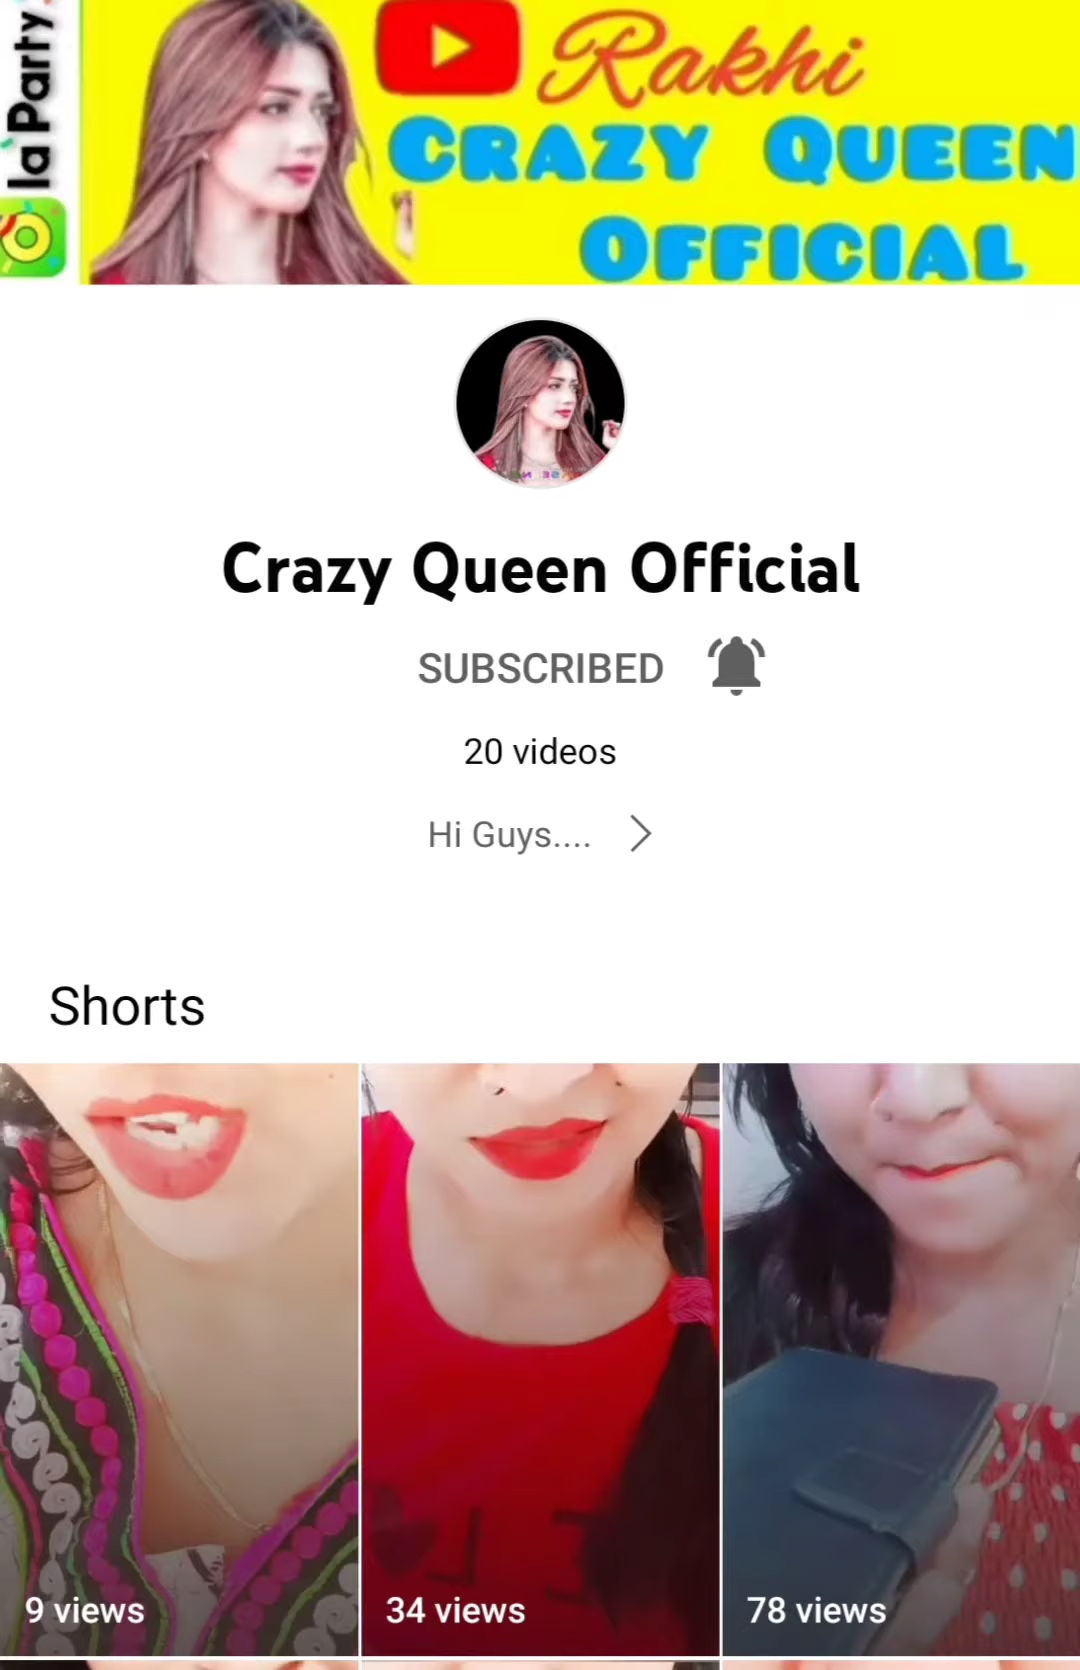 la Party
Rakhi
CRAZY QUEEN
OFFICIAL
Crazy Queen Official
SUBSCRIBED
20 videos
Hi Guys....
Shorts
9 views
34 views
78 views